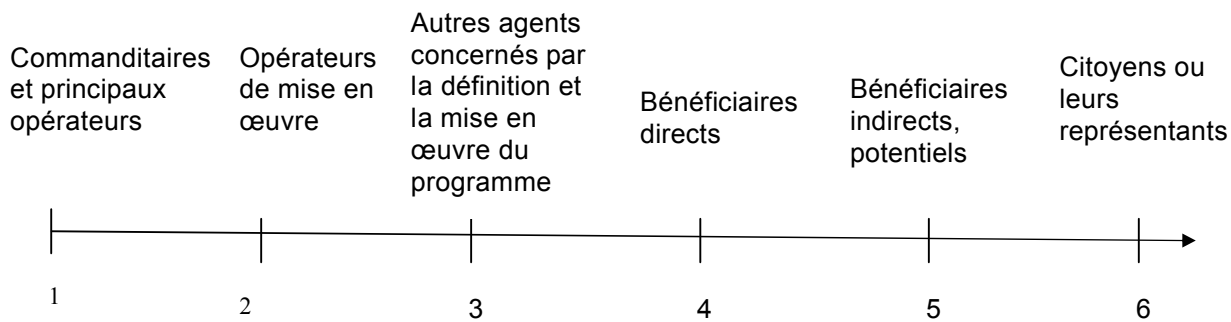 Commanditaires
et principaux
opérateurs
Opérateurs
de mise en
œuvre
Autres agents
concernés par
la définition et
la mise en
œuvre du
programme
Bénéficiaires
directs
Bénéficiaires
indirects,
potentiels
Citoyens ou
leurs
représentants
1
2
3
4
5
6